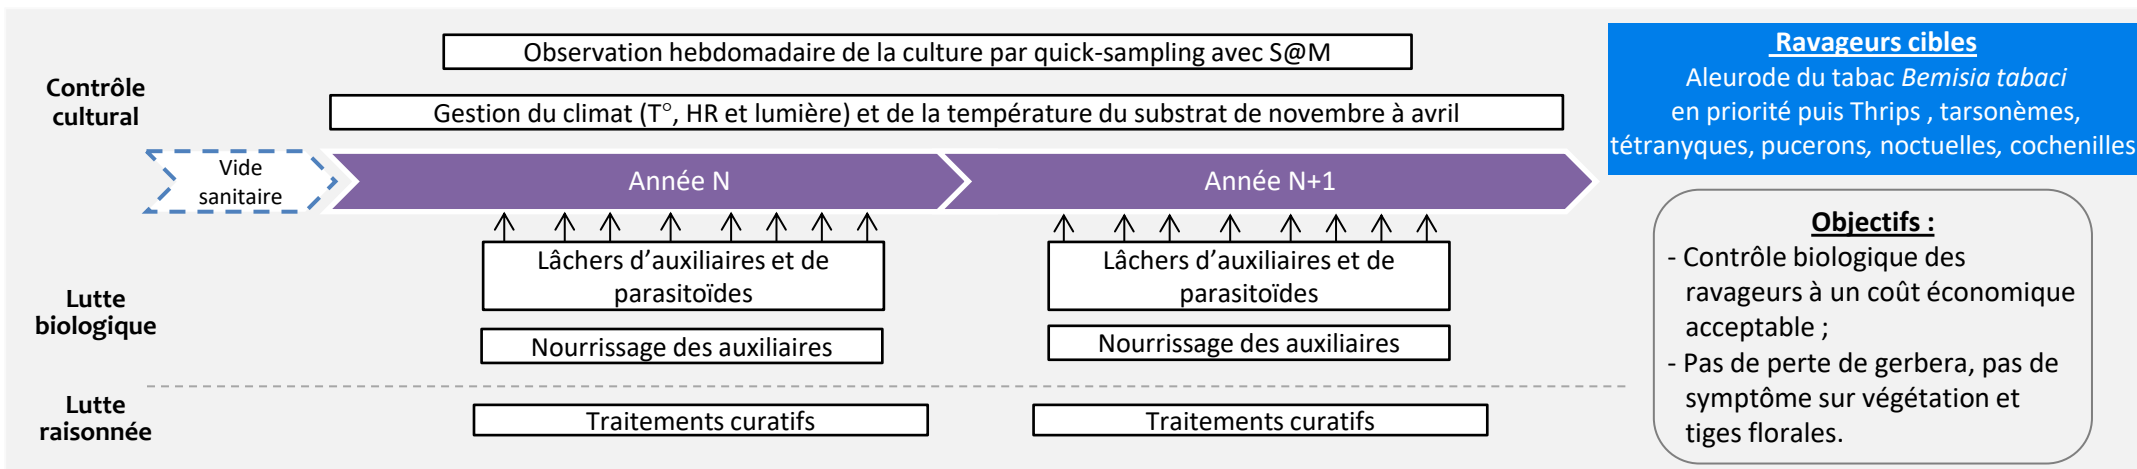 Observation hebdomadaire de la culture par quick-sampling avec S@M
Contrôle
cultural
Gestion du climat (T°, HR et lumière) et de la température du substrat de novembre à avril
Vide
sanitaire
Année N
Année N+1
Lâchers d'auxiliaires et de
parasitoïdes
Lâchers d'auxiliaires et de
parasitoïdes
Lutte
biologique
Nourrissage des auxiliaires
Nourrissage des auxiliaires
Lutte
raisonnée
Traitements curatifs
Traitements curatifs
Ravageurs cibles
Aleurode du tabac Bemisia tabaci
en priorité puis Thrips , tarsonèmes,
tétranyques, pucerons, noctuelles, cochenilles
Objectifs :
- Contrôle biologique des
ravageurs à un coût économique
acceptable ;
- Pas de perte de gerbera, pas de
symptôme sur végétation et
tiges florales.